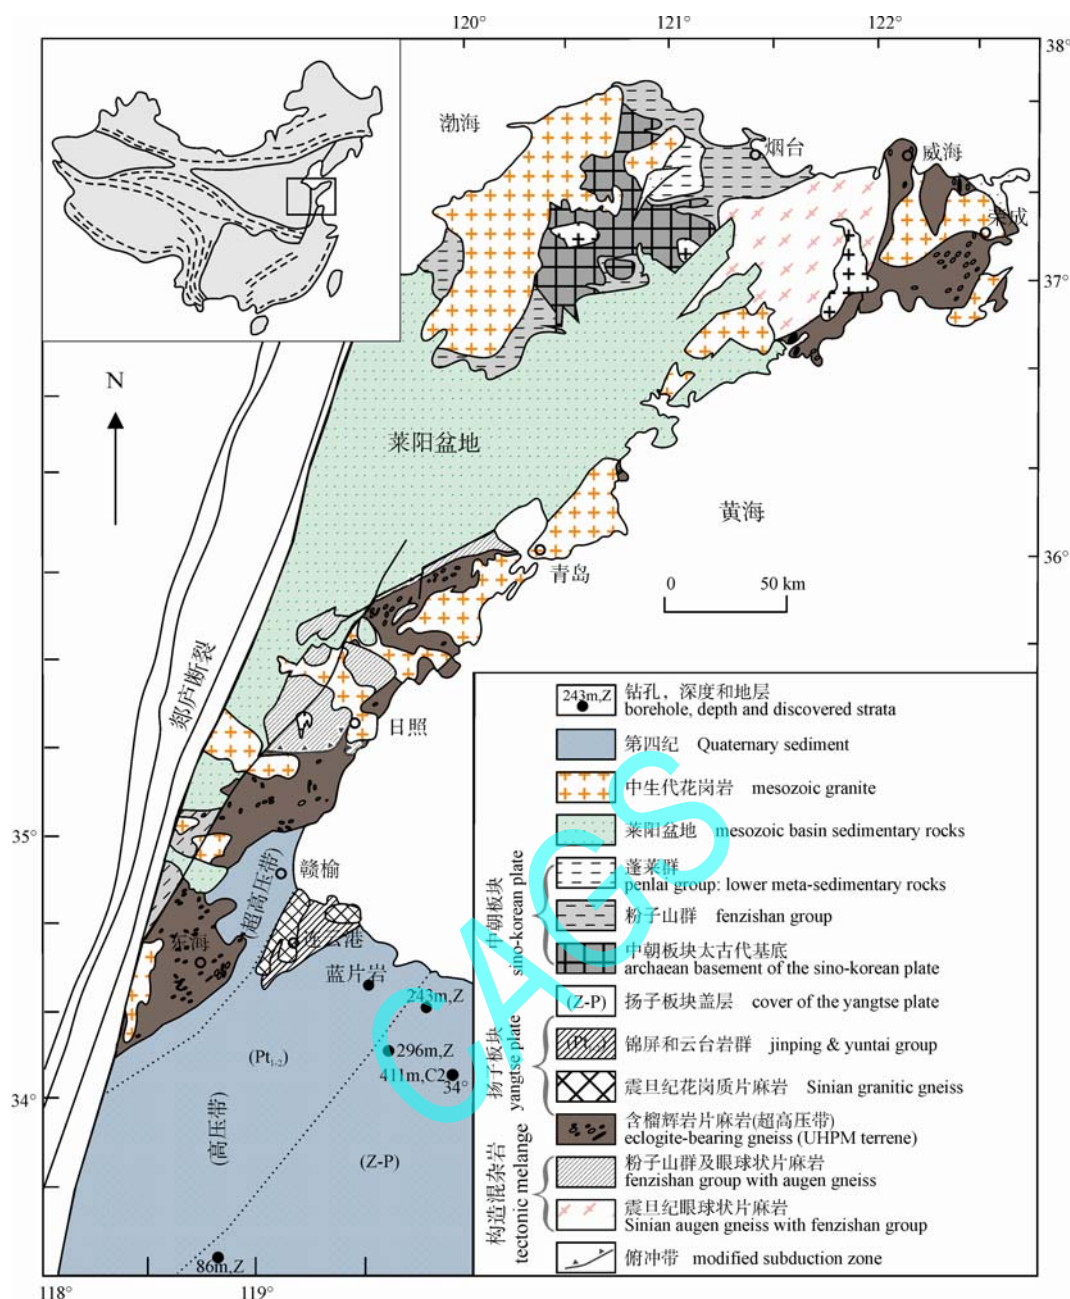 120°
121°
122°
38°
渤海
烟台
威海
荣成
37°
N
莱阳盆地
黄海
36°
0
50 km
青岛
郯庐断裂
日照
35°
赣榆
(超高压带)
东海
连云港
蓝片岩
243m,Z
296m,Z
(Pt1-2)
411m,C2
34°
34°
(高压带)
(Z-P)
86m,Z
118°
119°
243m,Z
钻孔, 深度和地层
borehole, depth and discovered strata
第四纪 Quaternary sediment
中生代花岗岩 mesozoic granite
莱阳盆地 mesozoic basin sedimentary rocks
中朝板块
sino-korean plate
蓬莱群
penlai group: lower meta-sedimentary rocks
粉子山群 fenzishan group
中朝板块太古代基底
archaean basement of the sino-korean plate
扬子板块
yangtse plate
(Z-P)
扬子板块盖层 cover of the yangtse plate
锦屏和云台岩群 jinping & yuntai group
震旦纪花岗质片麻岩 Sinian granitic gneiss
含榴辉岩片麻岩(超高压带)
eclogite-bearing gneiss (UHPM terrene)
构造混杂岩
tectonic melange
粉子山群及眼球状片麻岩
fenzishan group with augen gneiss
震旦纪眼球状片麻岩
Sinian augen gneiss with fenzishan group
俯冲带 modified subduction zone
CAGS